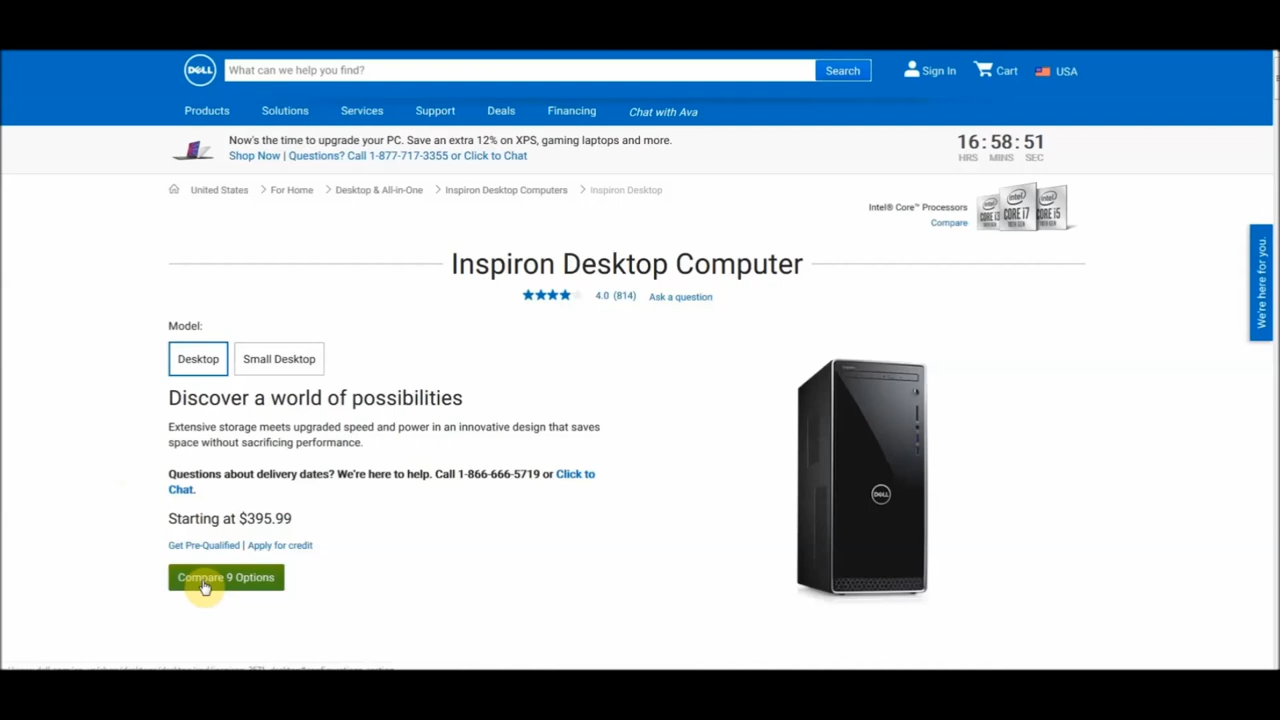 DELL
What can we help you find?
Search
Sign In
Cart
USA
Products
Solutions
Services
Support
Deals
Financing
Chat with Ava
Now's the time to upgrade your PC. Save an extra 12% on XPS, gaming laptops and more.
Shop Now | Questions? Call 1-877-717-3355 or Click to Chat
16:58:51
HRS MINS SEC
United States > For Home > Desktop & All-in-One > Inspiron Desktop Computers > Inspiron Desktop
Intel® Core™ Processors
Compare
intel CORE i3
intel CORE i7 10TH GEN
intel CORE i5
We're here for you.
Inspiron Desktop Computer
4.0 (814) Ask a question
Model:
Desktop
Small Desktop
Discover a world of possibilities
Extensive storage meets upgraded speed and power in an innovative design that saves
space without sacrificing performance.
Questions about delivery dates? We're here to help. Call 1-866-666-5719 or Click to
Chat.
Starting at $395.99
Get Pre-Qualified | Apply for credit
Compare 9 Options
DELL